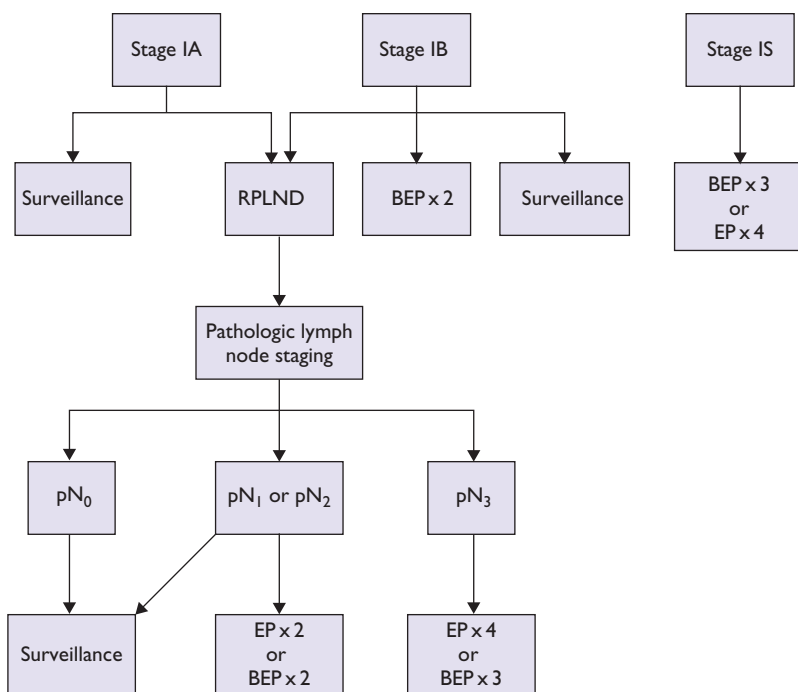 Stage IA
Stage IB
Stage IS
Surveillance
RPLND
BEP x 2
Surveillance
BEP x 3
or
EP x 4
Pathologic lymph
node staging
pN₀
pN₁ or pN₂
pN₃
Surveillance
EP x 2
or
BEP x 2
EP x 4
or
BEP x 3